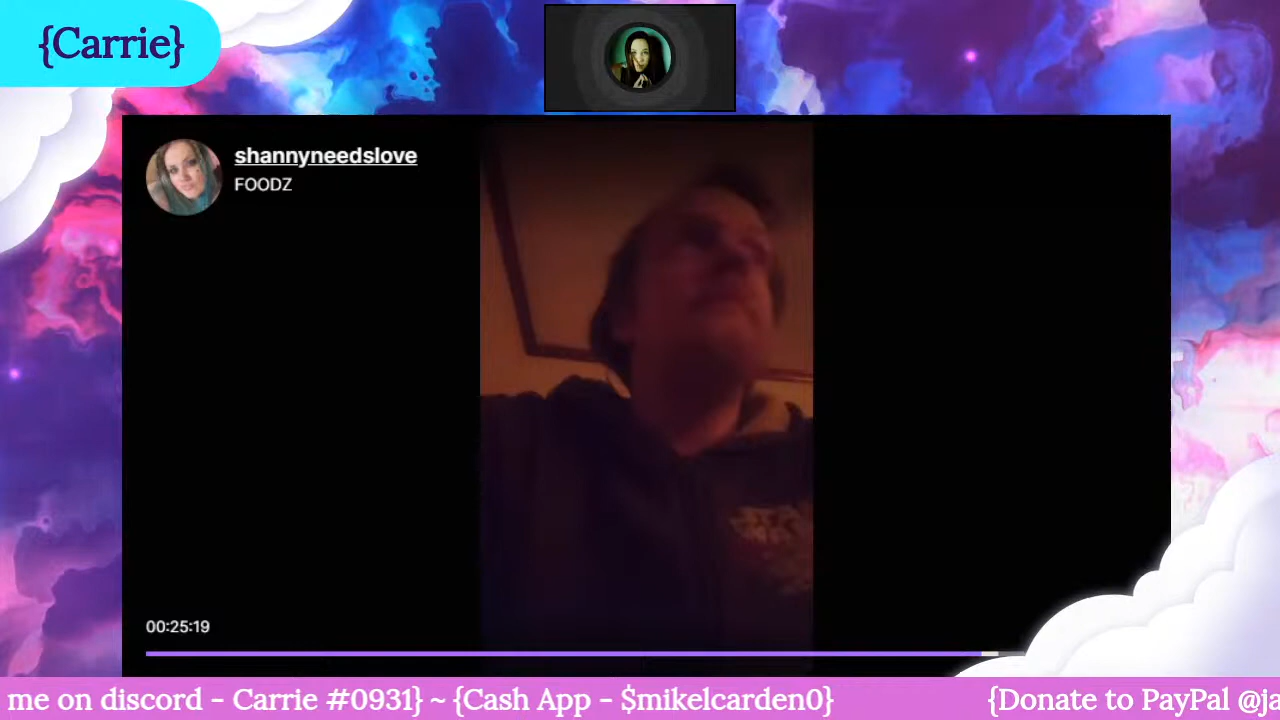 {Carrie}
shannyneedslove
FOODZ
00:25:19
me on discord - Carrie #0931} ~ {Cash App - $mikelcarden0}
{Donate to PayPal @ja